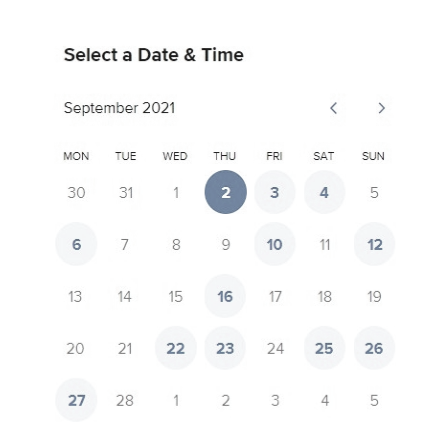 Select a Date & Time
September 2021
MON TUE WED THU FRI SAT SUN
30 31 1 2 3 4 5
6 7 8 9 10 11 12
13 14 15 16 17 18 19
20 21 22 23 24 25 26
27 28 1 2 3 4 5